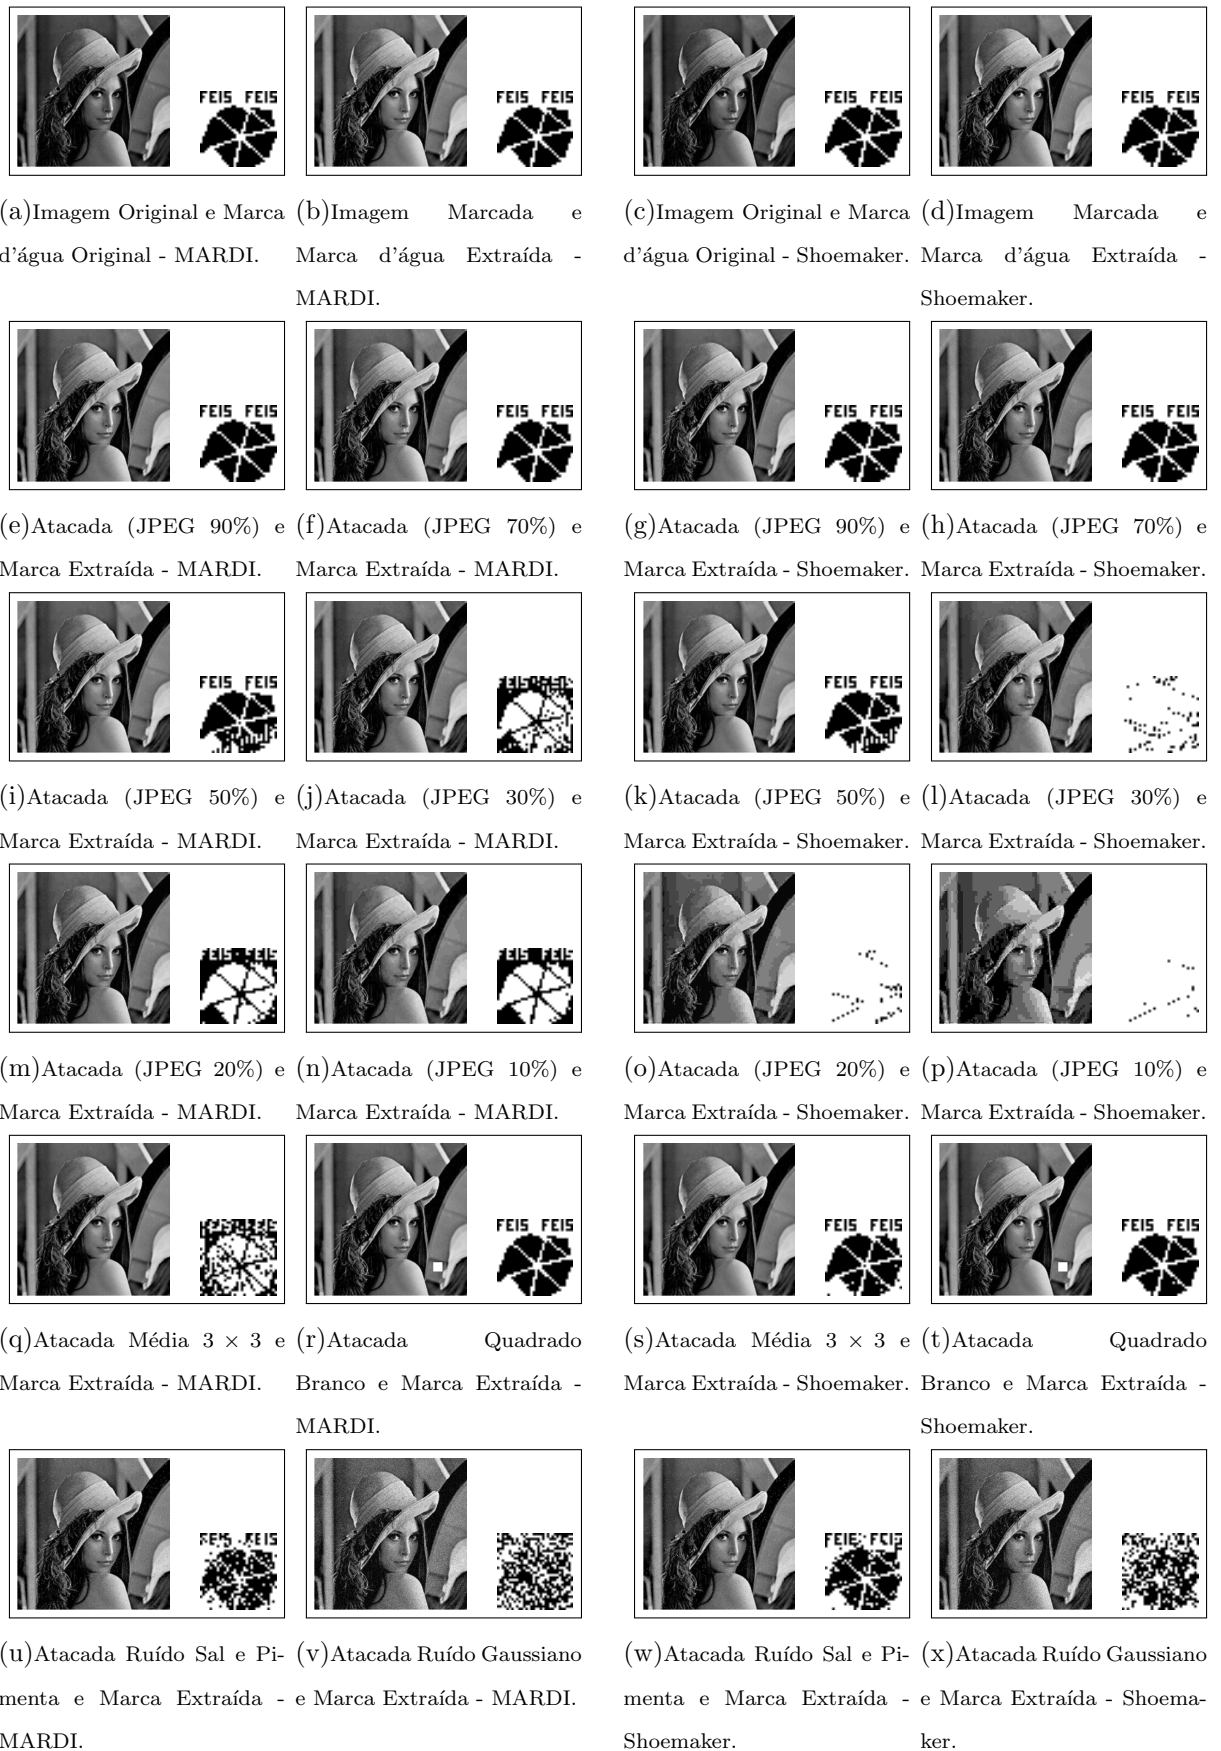 FEIS FEIS
FEIS FEIS
FEIS FEIS
FEIS FEIS
(a)Imagem Original e Marca
d'água Original - MARDI.
(b)Imagem Marcada e
Marca d'água Extraída -
MARDI.
(c)Imagem Original e Marca
d'água Original - Shoemaker.
(d)Imagem Marcada e
Marca d'água Extraída -
Shoemaker.
FEIS FEIS
FEIS FEIS
FEIS FEIS
FEIS FEIS
(e)Atacada (JPEG 90%) e
Marca Extraída - MARDI.
(f)Atacada (JPEG 70%) e
Marca Extraída - MARDI.
(g)Atacada (JPEG 90%) e
Marca Extraída - Shoemaker.
(h)Atacada (JPEG 70%) e
Marca Extraída - Shoemaker.
FEIS FEIS
FEIS FEIS
FEIS FEIS
(i)Atacada (JPEG 50%) e
Marca Extraída - MARDI.
(j)Atacada (JPEG 30%) e
Marca Extraída - MARDI.
(k)Atacada (JPEG 50%) e
Marca Extraída - Shoemaker.
(l)Atacada (JPEG 30%) e
Marca Extraída - Shoemaker.
FEIS FEIS
FEIS FEIS
(m)Atacada (JPEG 20%) e
Marca Extraída - MARDI.
(n)Atacada (JPEG 10%) e
Marca Extraída - MARDI.
(o)Atacada (JPEG 20%) e
Marca Extraída - Shoemaker.
(p)Atacada (JPEG 10%) e
Marca Extraída - Shoemaker.
FEIS FEIS
FEIS FEIS
FEIS FEIS
(q)Atacada Média 3 × 3 e
Marca Extraída - MARDI.
(r)Atacada Quadrado
Branco e Marca Extraída -
MARDI.
(s)Atacada Média 3 × 3 e
Marca Extraída - Shoemaker.
(t)Atacada Quadrado
Branco e Marca Extraída -
Shoemaker.
FEIS FEIS
(u)Atacada Ruído Sal e Pi-
menta e Marca Extraída -
MARDI.
(v)Atacada Ruído Gaussiano
e Marca Extraída - MARDI.
(w)Atacada Ruído Sal e Pi-
menta e Marca Extraída -
Shoemaker.
(x)Atacada Ruído Gaussiano
e Marca Extraída - Shoema-
ker.